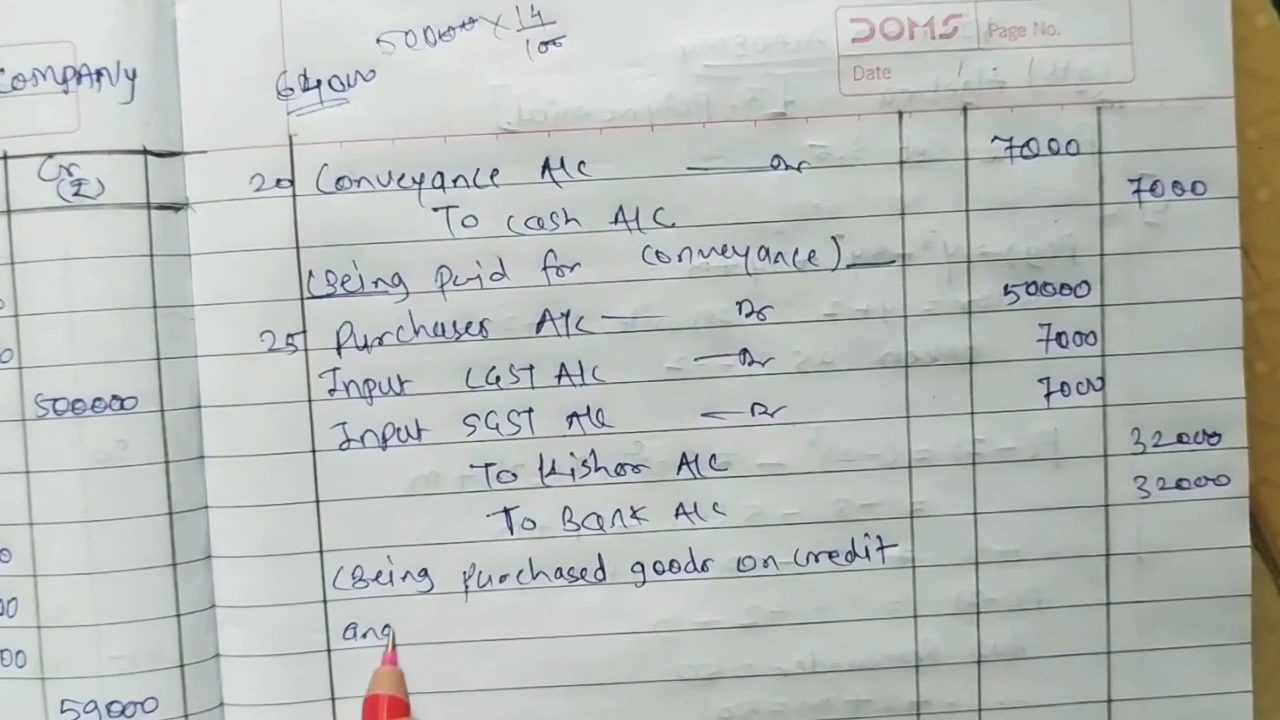 50000 × 14/100
64000
DOMS
Page No.
Date / /
COMPANY
Cr
(₹)
20 Conveyance A/C — Dr 7000
To Cash A/C 7000
(Being paid for conveyance)
25 Purchases A/C — Dr 50000
Input CGST A/C — Dr 7000
Input SGST A/C — Dr 7000
To Kishor A/C 32000
To Bank A/C 32000
(Being purchased goods on credit
and
500000
59000